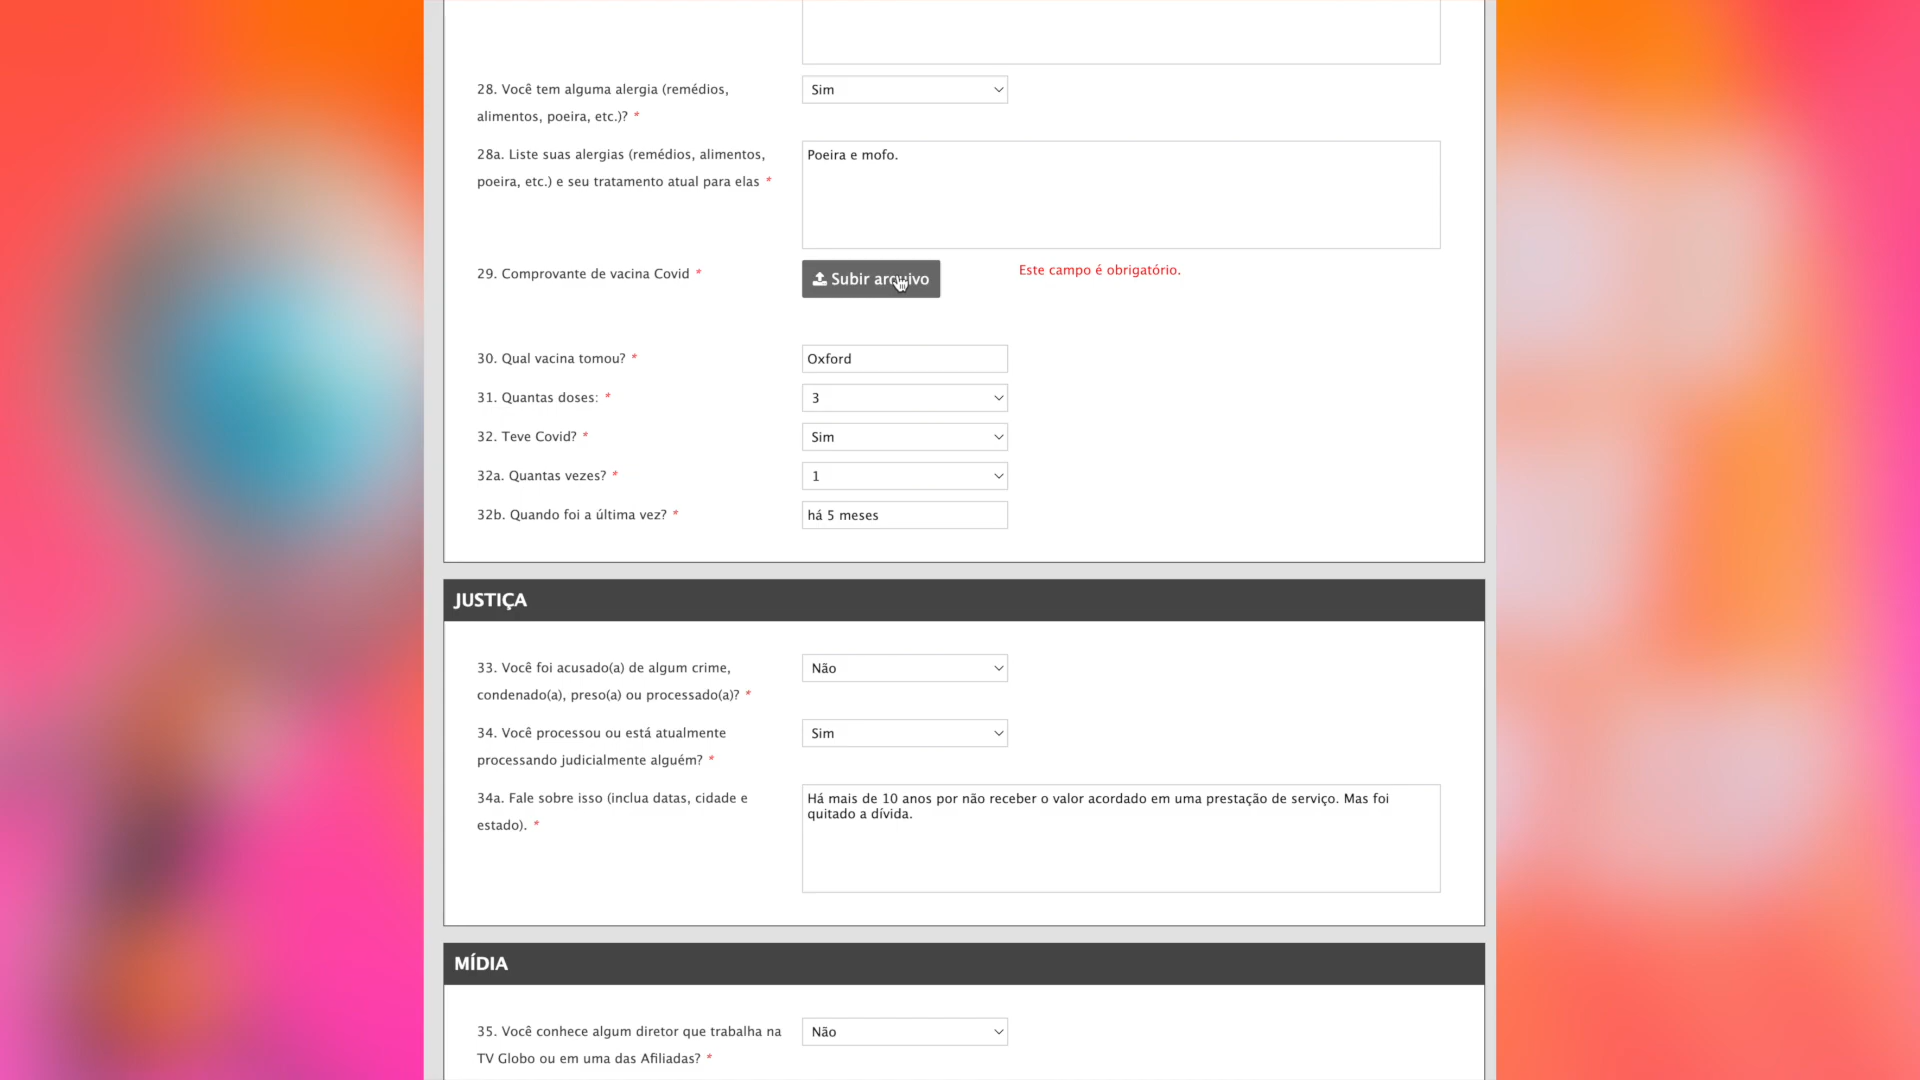 28. Você tem alguma alergia (remédios,
alimentos, poeira, etc.)? *
Sim
28a. Liste suas alergias (remédios, alimentos,
poeira, etc.) e seu tratamento atual para elas *
Poeira e mofo.
29. Comprovante de vacina Covid *
Subir arquivo
Este campo é obrigatório.
30. Qual vacina tomou? *
Oxford
31. Quantas doses: *
3
32. Teve Covid? *
Sim
32a. Quantas vezes? *
1
32b. Quando foi a última vez? *
há 5 meses
JUSTIÇA
33. Você foi acusado(a) de algum crime,
condenado(a), preso(a) ou processado(a)? *
Não
34. Você processou ou está atualmente
processando judicialmente alguém? *
Sim
34a. Fale sobre isso (inclua datas, cidade e
estado). *
Há mais de 10 anos por não receber o valor acordado em uma prestação de serviço. Mas foi
quitado a dívida.
MÍDIA
35. Você conhece algum diretor que trabalha na
TV Globo ou em uma das Afiliadas? *
Não